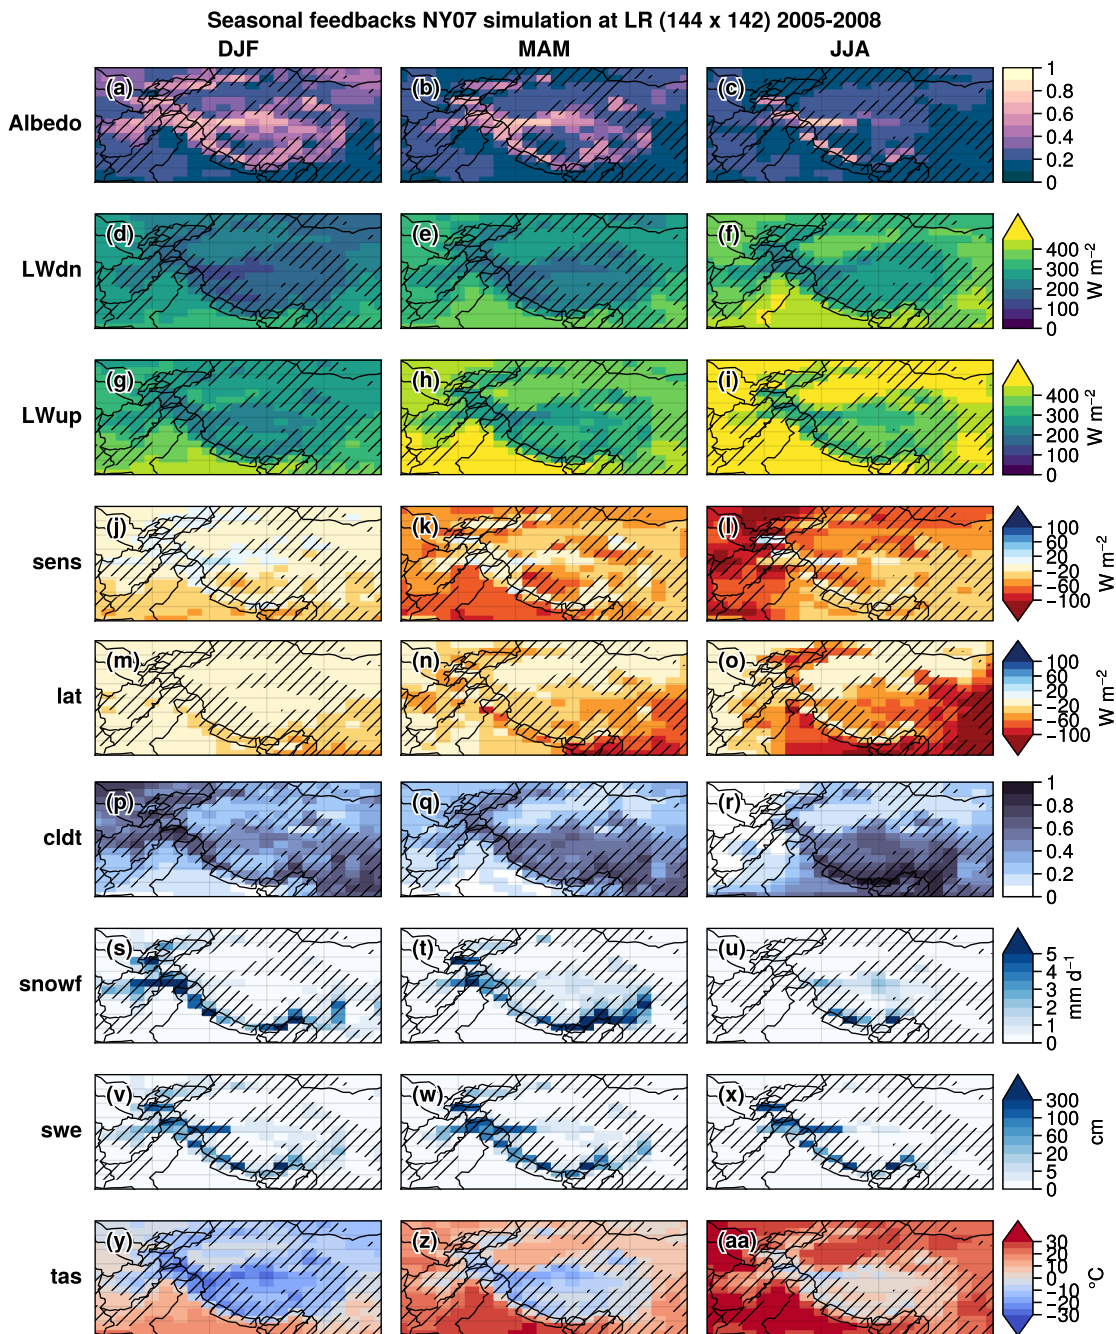 Seasonal feedbacks NY07 simulation at LR (144 x 142) 2005-2008
DJF MAM JJA
Albedo (a) (b) (c) 1 0.8 0.6 0.4 0.2 0
LWdn (d) (e) (f) 400 300 200 100 0 W m⁻²
LWup (g) (h) (i) 400 300 200 100 0 W m⁻²
sens (j) (k) (l) 100 60 20 −20 −60 −100 W m⁻²
lat (m) (n) (o) 100 60 20 −20 −60 −100 W m⁻²
cldt (p) (q) (r) 1 0.8 0.6 0.4 0.2 0
snowf (s) (t) (u) 5 4 3 2 1 0 mm d⁻¹
swe (v) (w) (x) 300 100 60 20 5 0 cm
tas (y) (z) (aa) 30 20 10 0 −10 −20 −30 °C